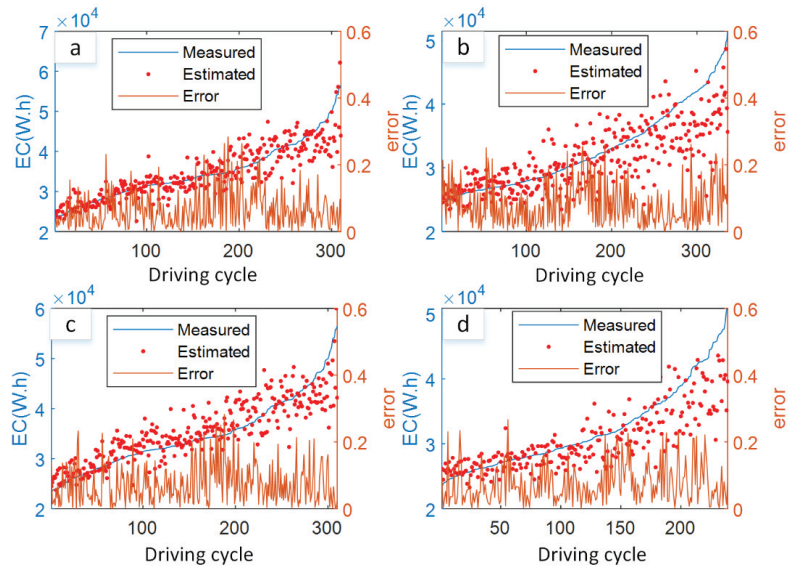 a
×10⁴
7
6
5
4
3
2
EC(W.h)
Measured
Estimated
Error
0.6
0.4
0.2
0
error
100
200
300
Driving cycle
b
×10⁴
5
4
3
2
EC(W.h)
Measured
Estimated
Error
0.6
0.4
0.2
0
error
100
200
300
Driving cycle
c
×10⁴
6
5
4
3
2
EC(W.h)
Measured
Estimated
Error
0.6
0.4
0.2
0
error
100
200
300
Driving cycle
d
×10⁴
5
4
3
2
EC(W.h)
Measured
Estimated
Error
0.6
0.4
0.2
0
error
50
100
150
200
Driving cycle